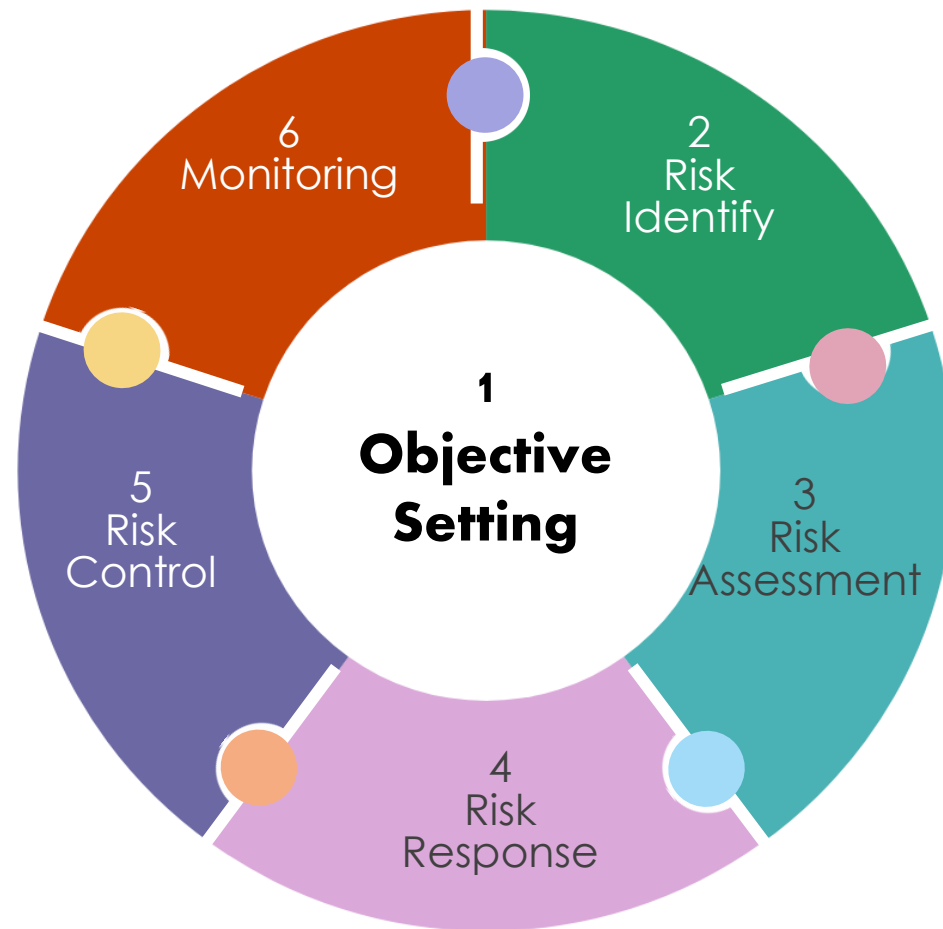 1
Objective
Setting
2
Risk
Identify
3
Risk
Assessment
4
Risk
Response
5
Risk
Control
6
Monitoring